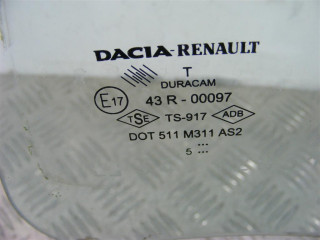 DACIA-RENAULT
T
DURACAM
E17 43 R - 00097
TSE TS-917 ADB
DOT 511 M311 AS2
5